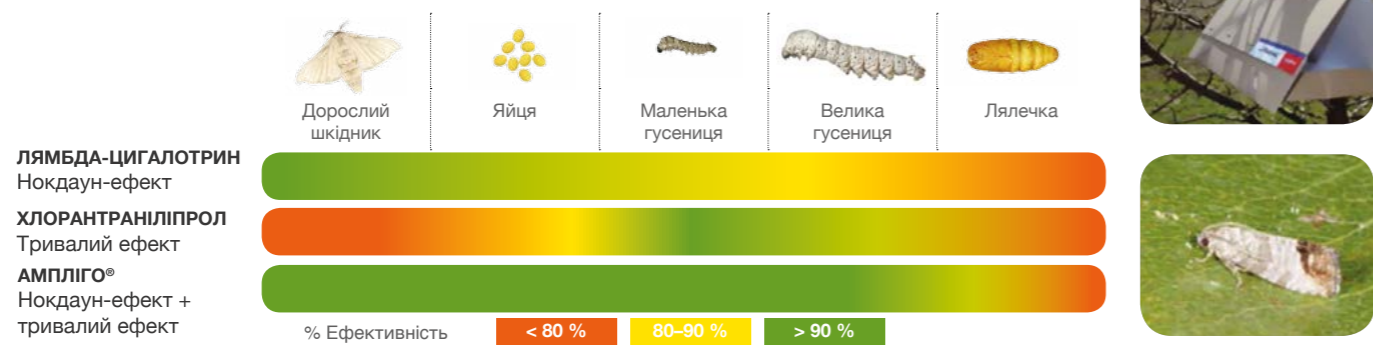 Дорослий
шкідник
Яйця
Маленька
гусениця
Велика
гусениця
Лялечка
ЛЯМБДА-ЦИГАЛОТРИН
Нокдаун-ефект
ХЛОРАНТРАНІЛІПРОЛ
Тривалий ефект
АМПЛІГО®
Нокдаун-ефект +
тривалий ефект
% Ефективність
< 80 %
80–90 %
> 90 %